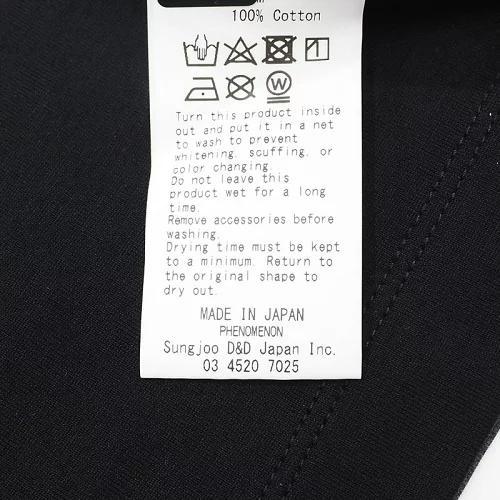 100% Cotton
W
Turn this product inside
out and put it in a net
to wash to prevent
whitening, scuffing, or
color changing.
Do not leave this
product wet for a long
time.
Remove accessories before
washing.
Drying time must be kept
to a minimum. Return to
the original shape to
dry out.
MADE IN JAPAN
PHENOMENON
Sungjoo D&D Japan Inc.
03 4520 7025